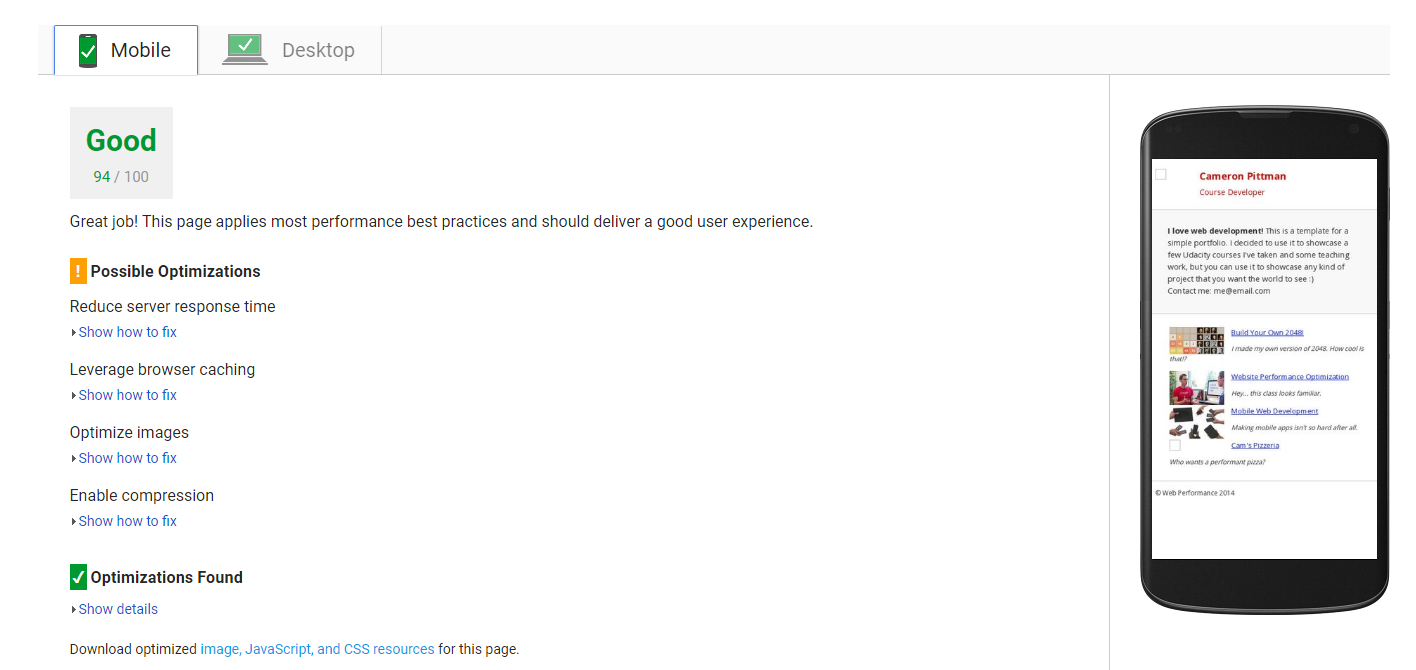 Mobile
Desktop
Good
94 / 100
Great job! This page applies most performance best practices and should deliver a good user experience.
! Possible Optimizations
Reduce server response time
Show how to fix
Leverage browser caching
Show how to fix
Optimize images
Show how to fix
Enable compression
Show how to fix
Optimizations Found
Show details
Download optimized image, JavaScript, and CSS resources for this page.
Cameron Pittman
Course Developer
I love web development! This is a template for a
simple portfolio. I decided to use it to showcase a
few Udacity courses I've taken and some teaching
work, but you can use it to showcase any kind of
project that you want the world to see :)
Contact me: me@email.com
Build Your Own 2048!
I made my own version of 2048. How cool is
that!?
Website Performance Optimization
Hey... this class looks familiar.
Mobile Web Development
Making mobile apps isn't so hard after all.
Cam's Pizzeria
Who wants a performant pizza?
© Web Performance 2014